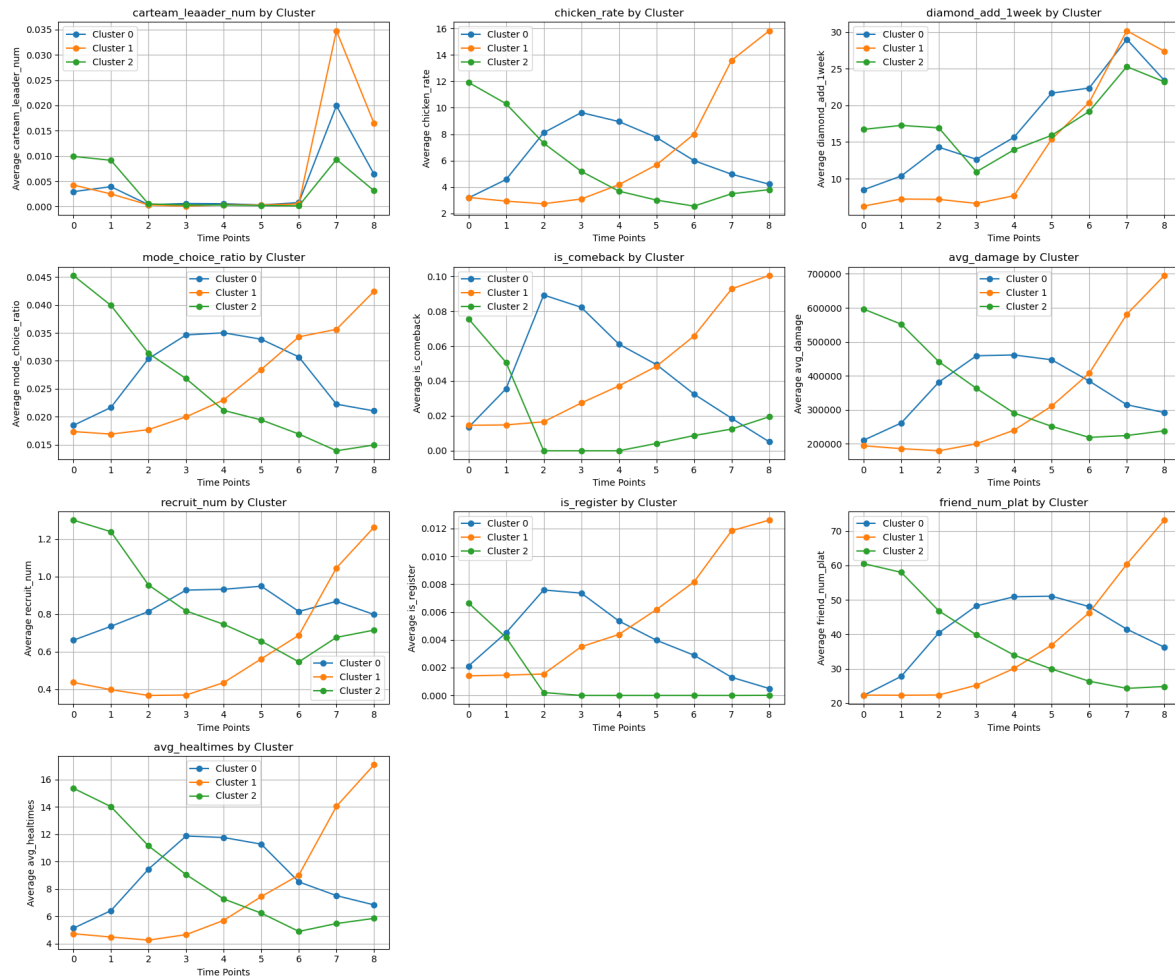 carteam_leaader_num by Cluster
Average carteam_leaader_num
0.035
0.030
0.025
0.020
0.015
0.010
0.005
0.000
Cluster 0
Cluster 1
Cluster 2
0 1 2 3 4 5 6 7 8
Time Points
chicken_rate by Cluster
Average chicken_rate
16
14
12
10
8
6
4
2
Cluster 0
Cluster 1
Cluster 2
0 1 2 3 4 5 6 7 8
Time Points
diamond_add_1week by Cluster
Average diamond_add_1week
30
25
20
15
10
Cluster 0
Cluster 1
Cluster 2
0 1 2 3 4 5 6 7 8
Time Points
mode_choice_ratio by Cluster
Average mode_choice_ratio
0.045
0.040
0.035
0.030
0.025
0.020
0.015
Cluster 0
Cluster 1
Cluster 2
0 1 2 3 4 5 6 7 8
Time Points
is_comeback by Cluster
Average is_comeback
0.10
0.08
0.06
0.04
0.02
0.00
Cluster 0
Cluster 1
Cluster 2
0 1 2 3 4 5 6 7 8
Time Points
avg_damage by Cluster
Average avg_damage
700000
600000
500000
400000
300000
200000
Cluster 0
Cluster 1
Cluster 2
0 1 2 3 4 5 6 7 8
Time Points
recruit_num by Cluster
Average recruit_num
1.2
1.0
0.8
0.6
0.4
Cluster 0
Cluster 1
Cluster 2
0 1 2 3 4 5 6 7 8
Time Points
is_register by Cluster
Average is_register
0.012
0.010
0.008
0.006
0.004
0.002
0.000
Cluster 0
Cluster 1
Cluster 2
0 1 2 3 4 5 6 7 8
Time Points
friend_num_plat by Cluster
Average friend_num_plat
70
60
50
40
30
20
Cluster 0
Cluster 1
Cluster 2
0 1 2 3 4 5 6 7 8
Time Points
avg_healtimes by Cluster
Average avg_healtimes
16
14
12
10
8
6
4
Cluster 0
Cluster 1
Cluster 2
0 1 2 3 4 5 6 7 8
Time Points